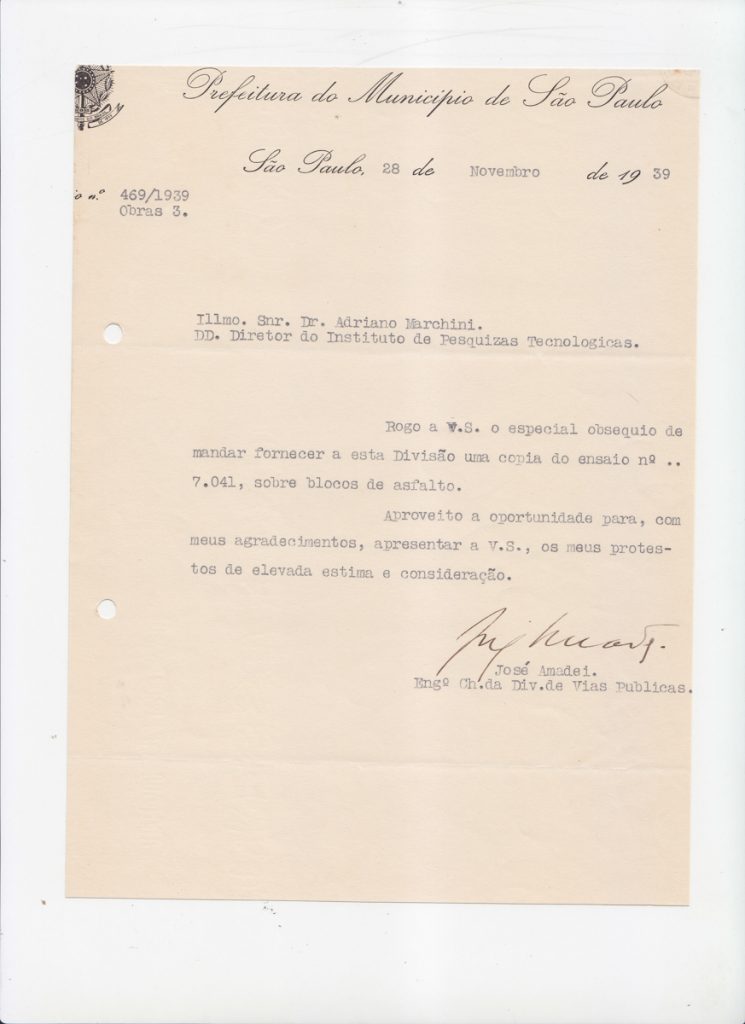 Prefeitura do Municipio de São Paulo
São Paulo, 28 de Novembro de 1939
o n.º 469/1939
Obras 3.
Illmo. Snr. Dr. Adriano Marchini.
DD. Diretor do Instituto de Pesquizas Tecnologicas.
Rogo a V.S. o especial obsequio de
mandar fornecer a esta Divisão uma copia do ensaio nº ..
7.041, sobre blocos de asfalto.
Aproveito a oportunidade para, com
meus agradecimentos, apresentar a V.S., os meus protes-
tos de elevada estima e consideração.
José Amadei.
Engº Ch.da Div.de Vias Publicas.